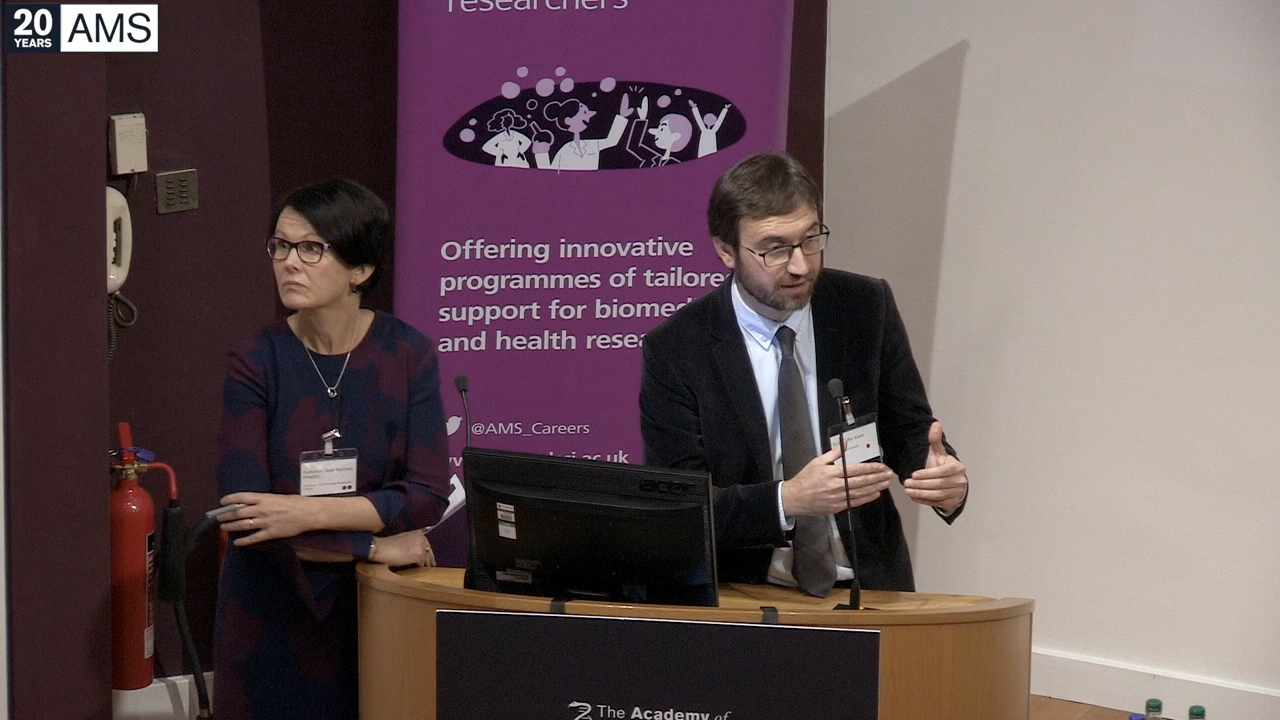 20
YEARS
AMS
researchers
Offering innovative
programmes of tailore
support for biomed
and health resea
@AMS_Careers
acer
The Academy of